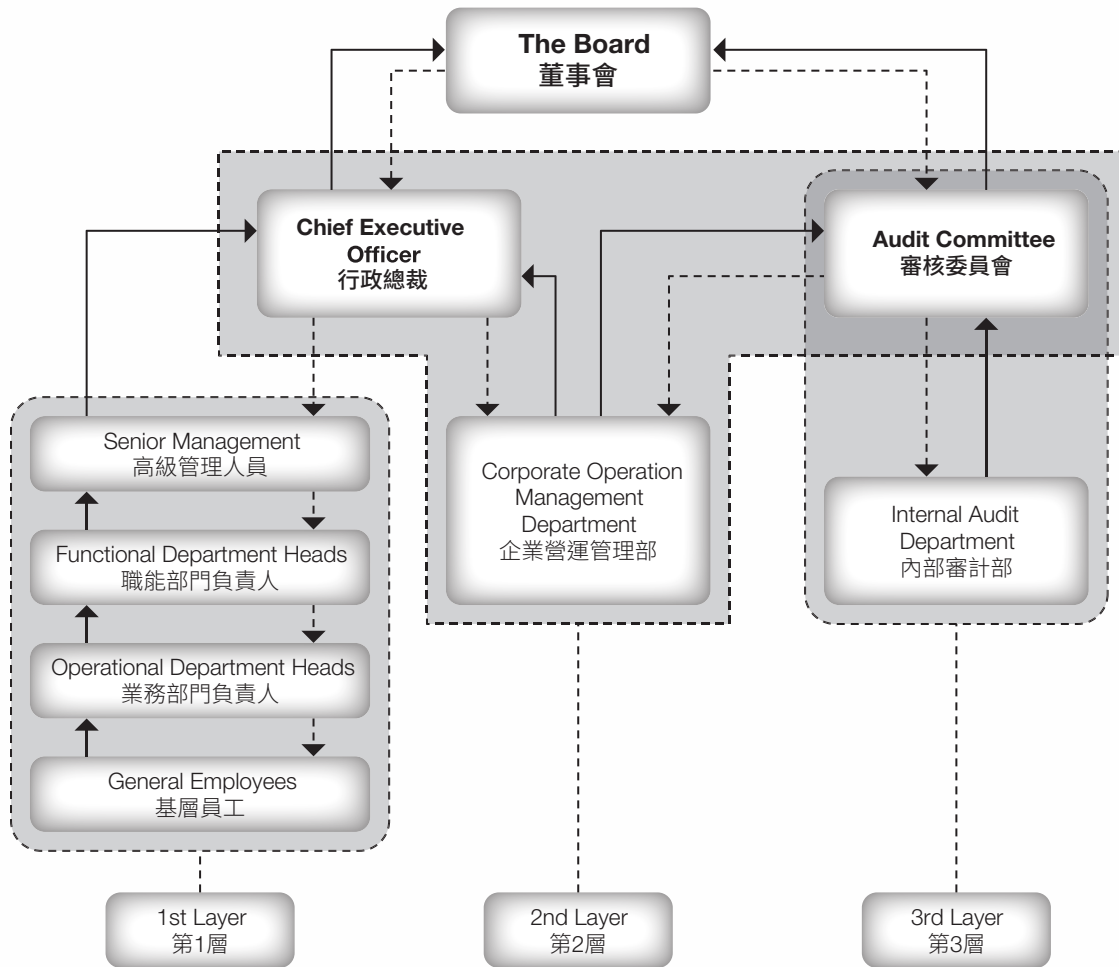 The Board
董事會
Chief Executive
Officer
行政總裁
Audit Committee
審核委員會
Senior Management
高級管理人員
Functional Department Heads
職能部門負責人
Operational Department Heads
業務部門負責人
General Employees
基層員工
Corporate Operation
Management
Department
企業營運管理部
Internal Audit
Department
內部審計部
1st Layer
第1層
2nd Layer
第2層
3rd Layer
第3層